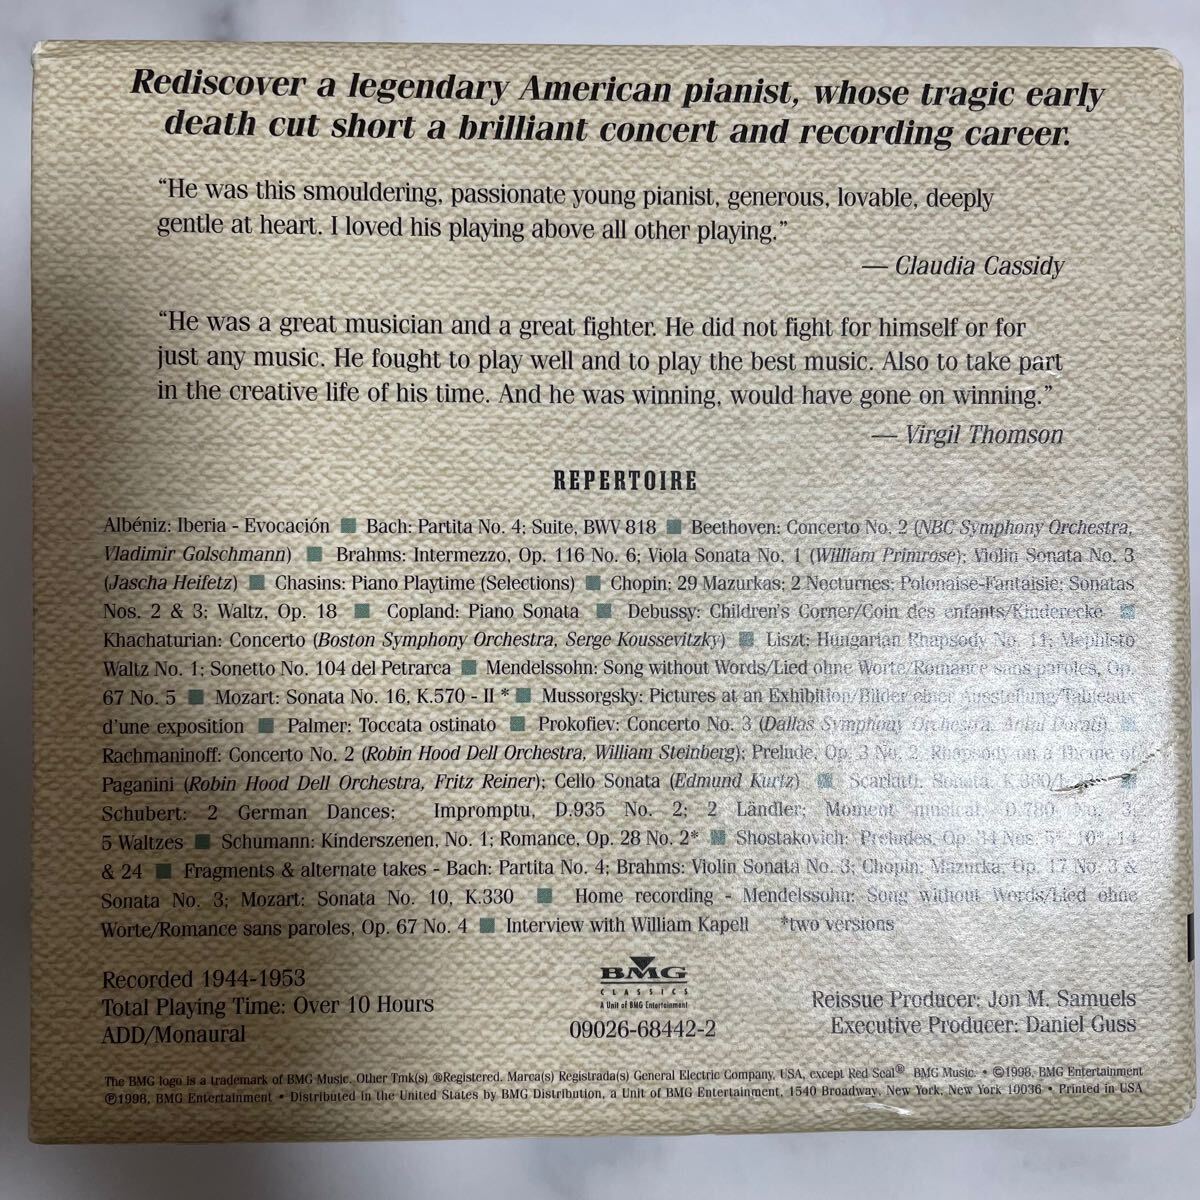 Rediscover a legendary American pianist, whose tragic early
death cut short a brilliant concert and recording career.
“He was this smouldering, passionate young pianist, generous, lovable, deeply
gentle at heart. I loved his playing above all other playing.”
— Claudia Cassidy
“He was a great musician and a great fighter. He did not fight for himself or for
just any music. He fought to play well and to play the best music. Also to take part
in the creative life of his time. And he was winning, would have gone on winning.”
— Virgil Thomson
REPERTOIRE
Albéniz: Iberia - Evocación ■ Bach: Partita No. 4; Suite, BWV 818 ■ Beethoven: Concerto No. 2 (NBC Symphony Orchestra,
Vladimir Golschmann) ■ Brahms: Intermezzo, Op. 116 No. 6; Viola Sonata No. 1 (William Primrose); Violin Sonata No. 3
(Jascha Heifetz) ■ Chasins: Piano Playtime (Selections) ■ Chopin: 29 Mazurkas; 2 Nocturnes; Polonaise-Fantaisie; Sonatas
Nos. 2 & 3; Waltz, Op. 18 ■ Copland: Piano Sonata ■ Debussy: Children's Corner/Coin des enfants/Kinderecke ■
Khachaturian: Concerto (Boston Symphony Orchestra, Serge Koussevitzky) ■ Liszt: Hungarian Rhapsody No. 11; Mephisto
Waltz No. 1; Sonetto No. 104 del Petrarca ■ Mendelssohn: Song without Words/Lied ohne Worte/Romance sans paroles, Op.
67 No. 5 ■ Mozart: Sonata No. 16, K.570 - II * ■ Mussorgsky: Pictures at an Exhibition/Bilder einer Ausstellung/Tableaux
d'une exposition ■ Palmer: Toccata ostinato ■ Prokofiev: Concerto No. 3 (Dallas Symphony Orchestra, Antal Dorati) ■
Rachmaninoff: Concerto No. 2 (Robin Hood Dell Orchestra, William Steinberg); Prelude, Op. 3 No. 2, Rhapsody on a Theme of
Paganini (Robin Hood Dell Orchestra, Fritz Reiner); Cello Sonata (Edmund Kurtz) ■ Scarlatti: Sonata, K.380/ ■
Schubert: 2 German Dances; Impromptu, D.935 No. 2; 2 Ländler; Moment musical, D.780 No. 3;
5 Waltzes ■ Schumann: Kinderszenen, No. 1; Romance, Op. 28 No. 2* ■ Shostakovich: Preludes, Op. 34 Nos. 5*, 10*, 14
& 24 ■ Fragments & alternate takes - Bach: Partita No. 4; Brahms: Violin Sonata No. 3; Chopin: Mazurka, Op. 17 No. 3 &
Sonata No. 3; Mozart: Sonata No. 10, K.330 ■ Home recording - Mendelssohn: Song without Words/Lied ohne
Worte/Romance sans paroles, Op. 67 No. 4 ■ Interview with William Kapell *two versions
Recorded 1944-1953
Total Playing Time: Over 10 Hours
ADD/Monaural
BMG
CLASSICS
A Unit of BMG Entertainment
09026-68442-2
Reissue Producer: Jon M. Samuels
Executive Producer: Daniel Guss
The BMG logo is a trademark of BMG Music. Other Tmk(s) ®Registered. Marca(s) Registrada(s) General Electric Company, USA, except Red Seal® BMG Music. • ©1998, BMG Entertainment
℗1998, BMG Entertainment • Distributed in the United States by BMG Distribution, a Unit of BMG Entertainment, 1540 Broadway, New York, New York 10036 • Printed in USA